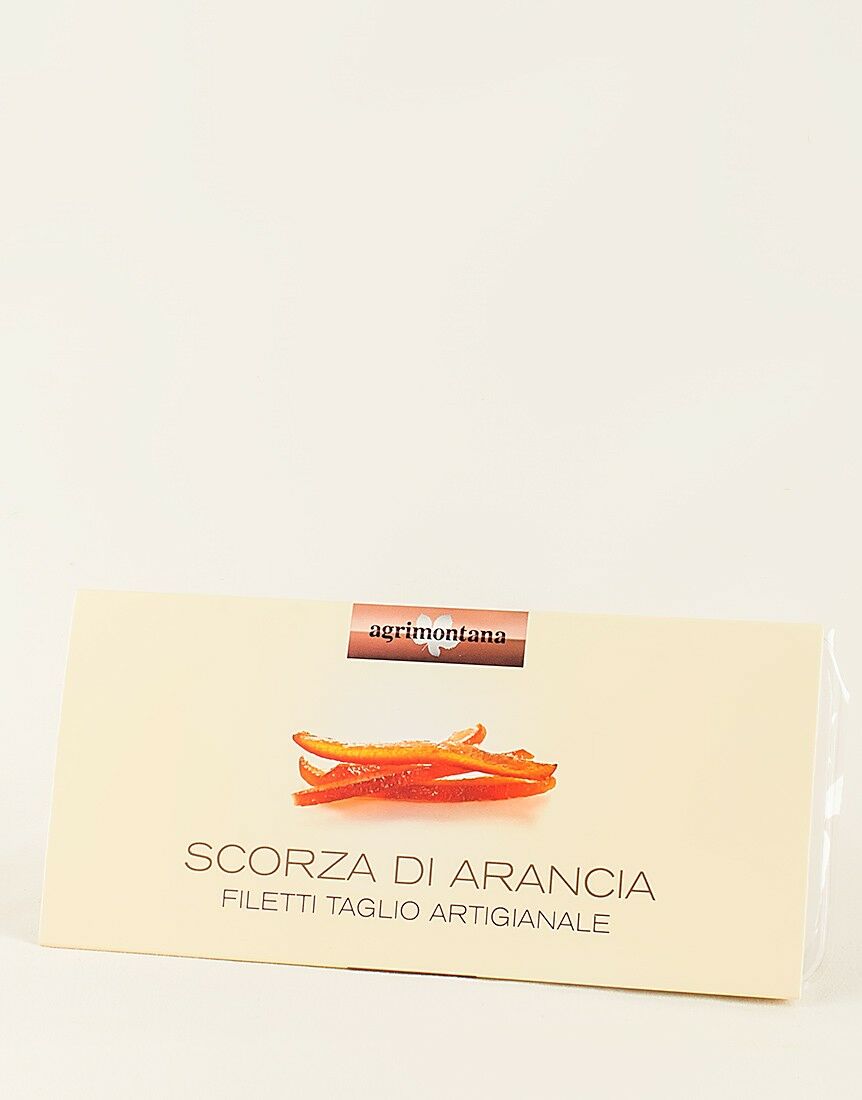 agrimontana
SCORZA DI ARANCIA
FILETTI TAGLIO ARTIGIANALE